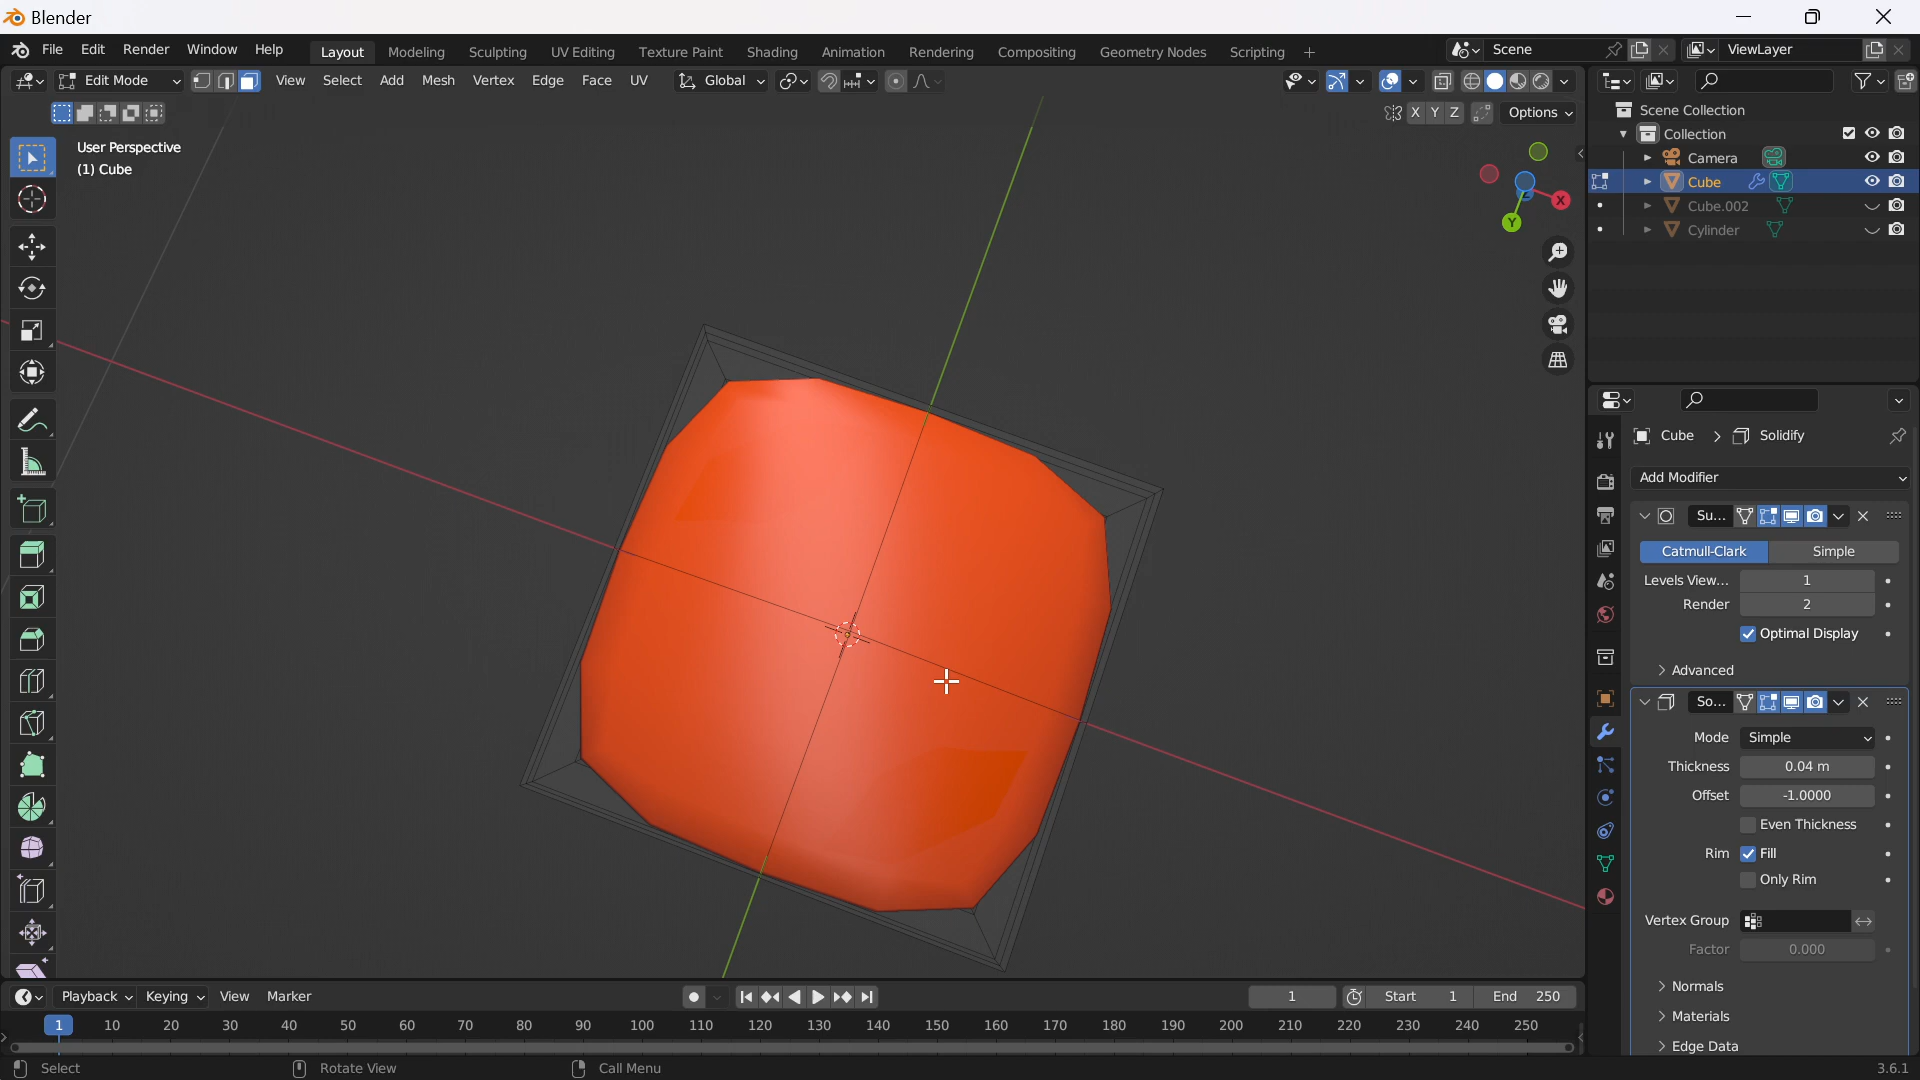 Blender
File Edit Render Window Help Layout Modeling Sculpting UV Editing Texture Paint Shading Animation Rendering Compositing Geometry Nodes Scripting + Scene ViewLayer
Edit Mode View Select Add Mesh Vertex Edge Face UV Global
X Y Z Options
User Perspective
(1) Cube
X
Y
Z
Scene Collection
Collection
Camera
Cube
Cube.002
Cylinder
Cube > Solidify
Add Modifier
Su...
Catmull-Clark Simple
Levels View... 1
Render 2
Optimal Display
> Advanced
So...
Mode Simple
Thickness 0.04 m
Offset -1.0000
Even Thickness
Rim Fill
Only Rim
Vertex Group
Factor 0.000
> Normals
> Materials
> Edge Data
Playback Keying View Marker 1 Start 1 End 250
1 10 20 30 40 50 60 70 80 90 100 110 120 130 140 150 160 170 180 190 200 210 220 230 240 250
Select Rotate View Call Menu 3.6.1